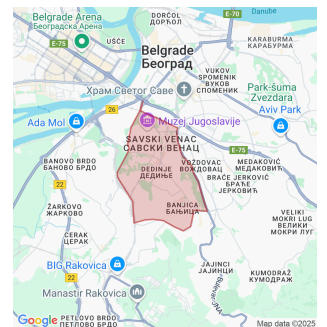 DORĆOL
ДОРЋОЛ
E-70
Danube
Belgrade Arena
Београдска Арена
UŠĆE
УШЋЕ
E-75
Belgrade
Београд
KARABURMA
КАРАБУРМА
VUKOV
SPOMENIK
ВУКОВ
СПОМЕНИК
Храм Светог Саве
Park-šuma
Zvezdara
26
Ada Mol
Muzej Jugoslavije
Aviv Park
SAVSKI VENAC
САВСКИ ВЕНАЦ
BANOVO BRDO
БАНОВО БРДО
DEDINJE
ДЕДИЊЕ
VOŽDOVAC
ВОЖДОВАЦ
MEDAKOVIĆ
МЕДАКОВИЋ
BRAĆE JERKOVIĆ
БРАЋЕ
ЈЕРКОВИЋ
22
ŽARKOVO
ЖАРКОВО
BANJICA
БАЊИЦА
E-75
VELIKI
MOKRI LUG
ВЕЛИКИ
МОКРИ ЛУГ
CERAK
ЦЕРАК
BIG Rakovica
JAJINCI
ЈАЈИНЦИ
KUMODRAŽ
КУМОДРАЖ
Manastir Rakovica
22
Google
PETLOVO BRDO
ПЕТЛОВО БРДО
Map data ©2025